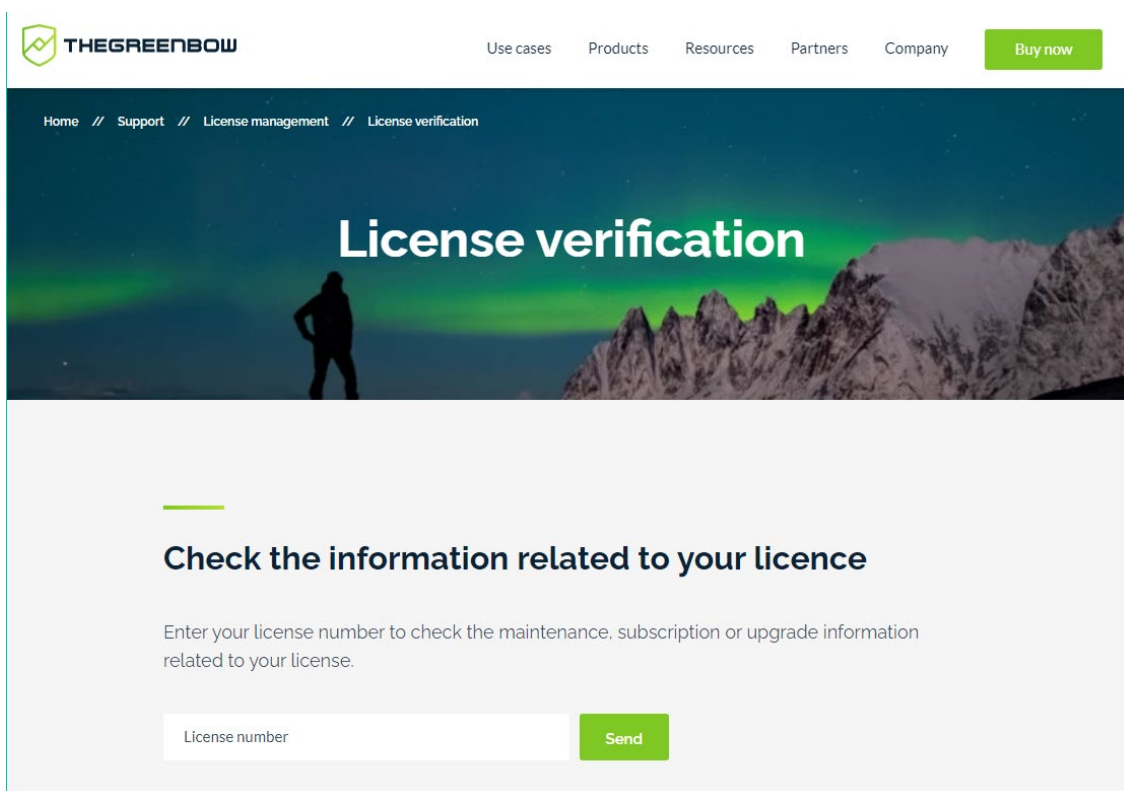 THEGREENBOW
Use cases Products Resources Partners Company Buy now
Home // Support // License management // License verification
License verification
Check the information related to your licence
Enter your license number to check the maintenance, subscription or upgrade information
related to your license.
License number Send